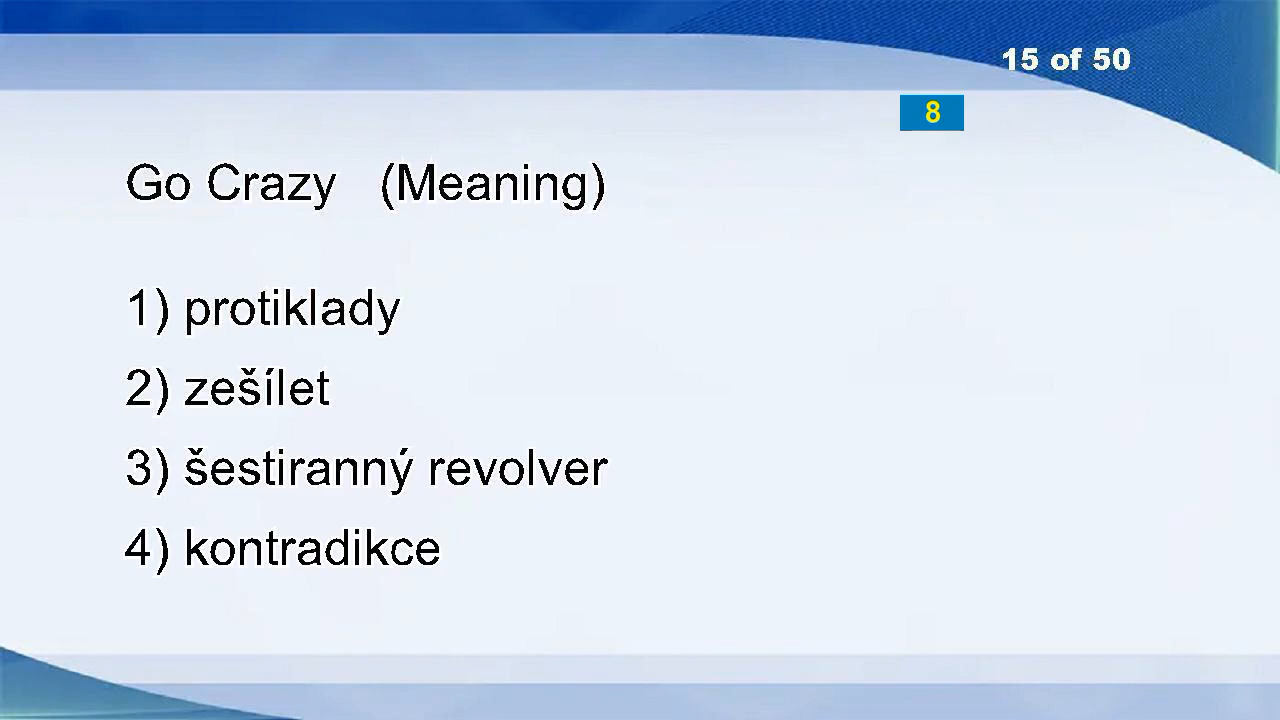 15 of 50
8
Go Crazy (Meaning)
1) protiklady
2) zešílet
3) šestiranný revolver
4) kontradikce